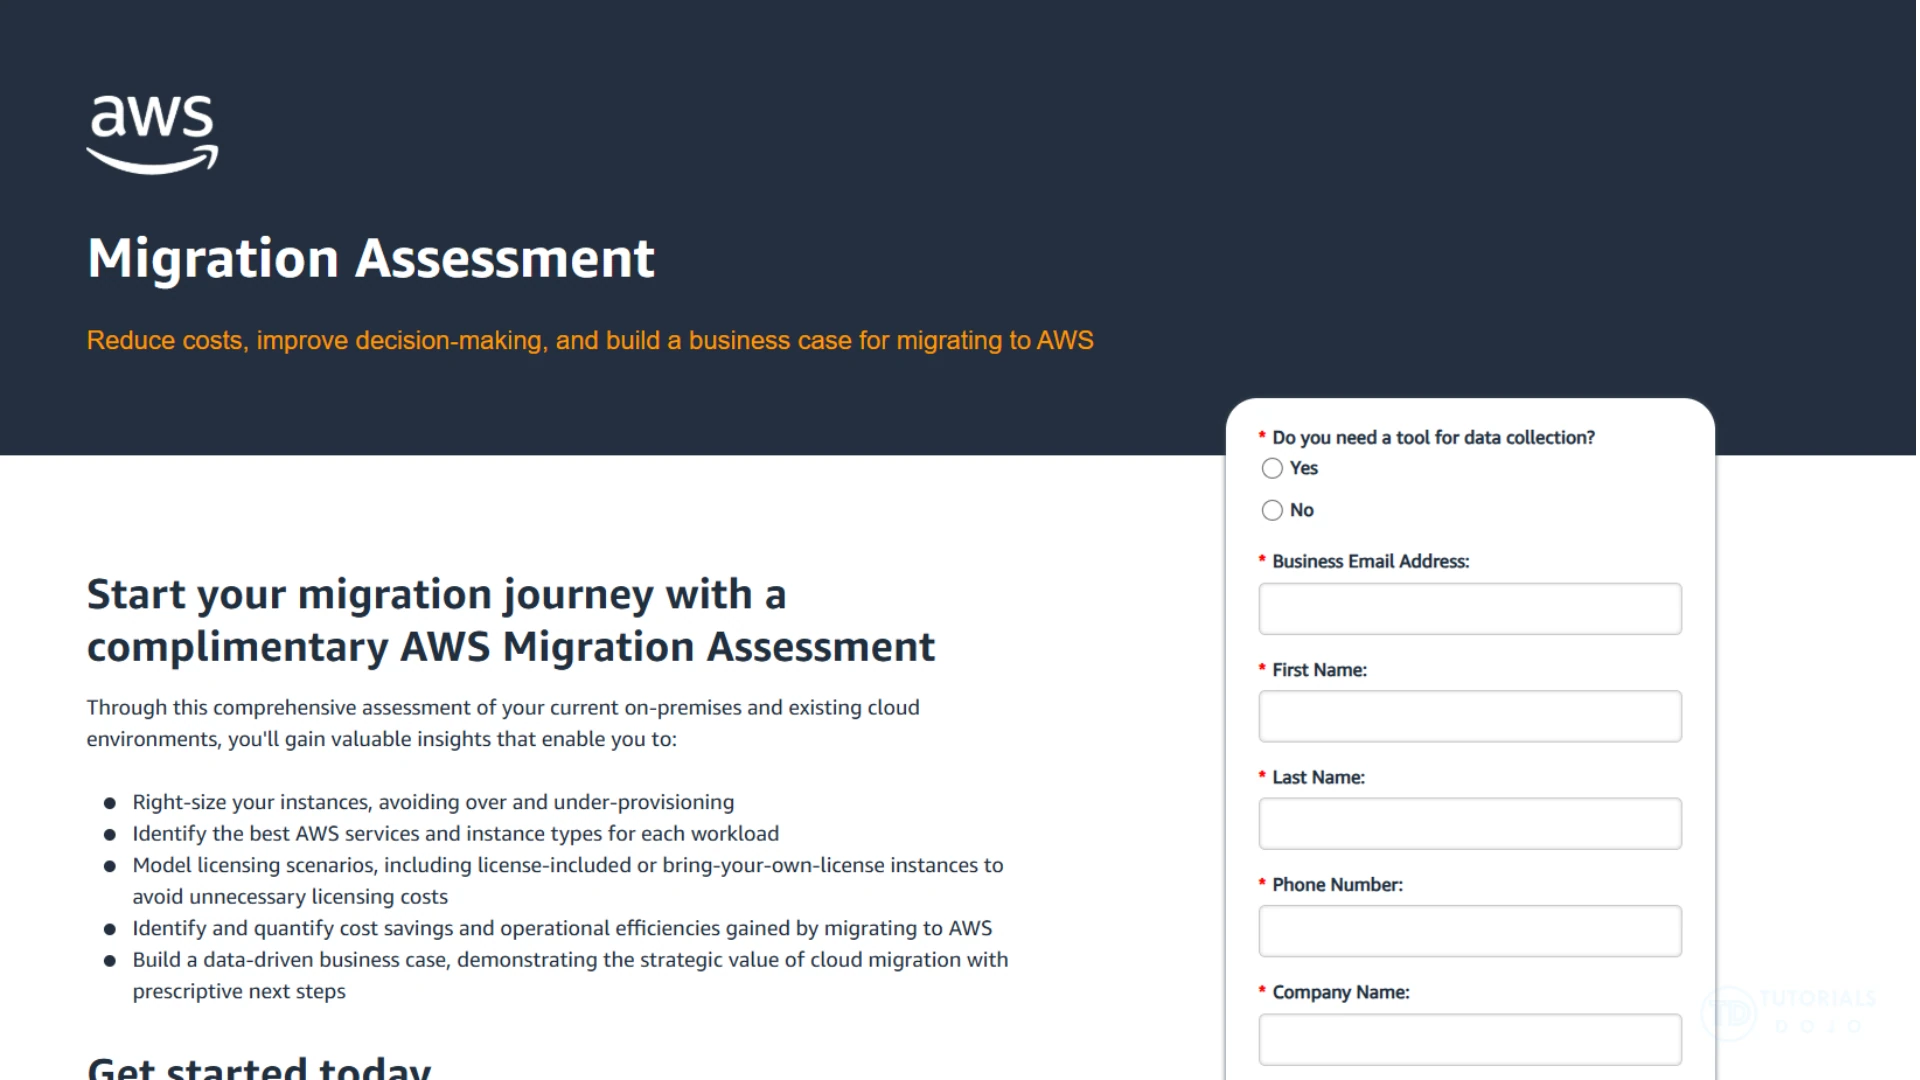 aws
Migration Assessment
Reduce costs, improve decision-making, and build a business case for migrating to AWS
Start your migration journey with a
complimentary AWS Migration Assessment
Through this comprehensive assessment of your current on-premises and existing cloud
environments, you'll gain valuable insights that enable you to:
● Right-size your instances, avoiding over and under-provisioning
● Identify the best AWS services and instance types for each workload
● Model licensing scenarios, including license-included or bring-your-own-license instances to
avoid unnecessary licensing costs
● Identify and quantify cost savings and operational efficiencies gained by migrating to AWS
● Build a data-driven business case, demonstrating the strategic value of cloud migration with
prescriptive next steps
Get started today
* Do you need a tool for data collection?
Yes
No
* Business Email Address:
* First Name:
* Last Name:
* Phone Number:
* Company Name:
TD TUTORIALS
DOJO